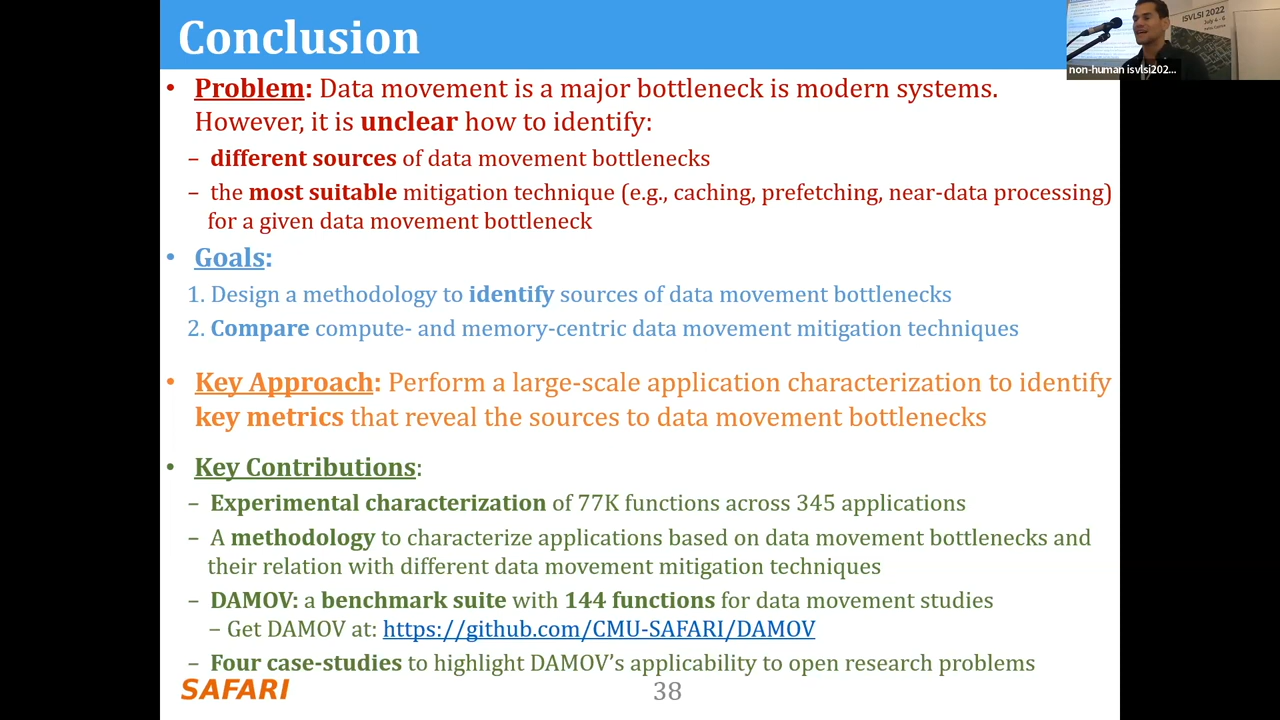 Conclusion
• Problem: Data movement is a major bottleneck is modern systems.
However, it is unclear how to identify:
– different sources of data movement bottlenecks
– the most suitable mitigation technique (e.g., caching, prefetching, near-data processing)
for a given data movement bottleneck
• Goals:
1. Design a methodology to identify sources of data movement bottlenecks
2. Compare compute- and memory-centric data movement mitigation techniques
• Key Approach: Perform a large-scale application characterization to identify
key metrics that reveal the sources to data movement bottlenecks
• Key Contributions:
– Experimental characterization of 77K functions across 345 applications
– A methodology to characterize applications based on data movement bottlenecks and
their relation with different data movement mitigation techniques
– DAMOV: a benchmark suite with 144 functions for data movement studies
– Get DAMOV at: https://github.com/CMU-SAFARI/DAMOV
– Four case-studies to highlight DAMOV's applicability to open research problems
SAFARI
38
ISVLSI 2022
July 4 - 6
non-human isvlsi202...